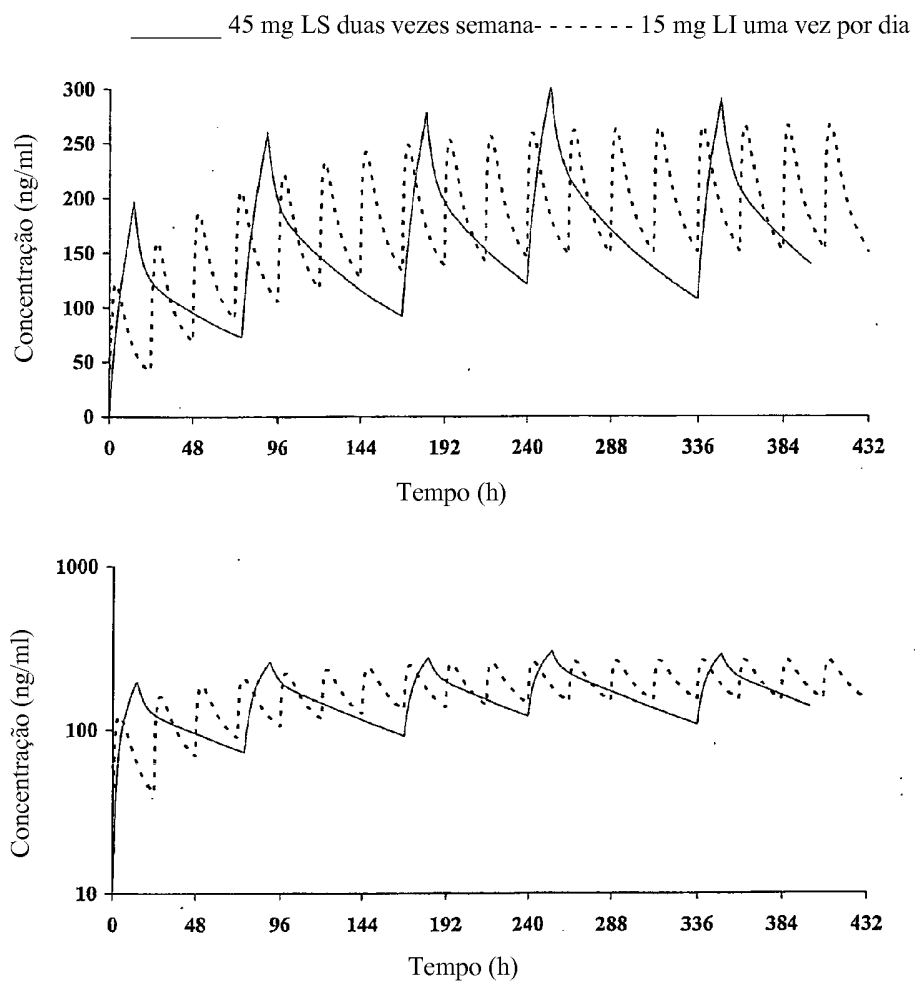 45 mg LS duas vezes semana 15 mg LI uma vez por dia
300
250
200
150
100
50
0
Concentração (ng/ml)
0 48 96 144 192 240 288 336 384 432
Tempo (h)
1000
100
10
Concentração (ng/ml)
0 48 96 144 192 240 288 336 384 432
Tempo (h)